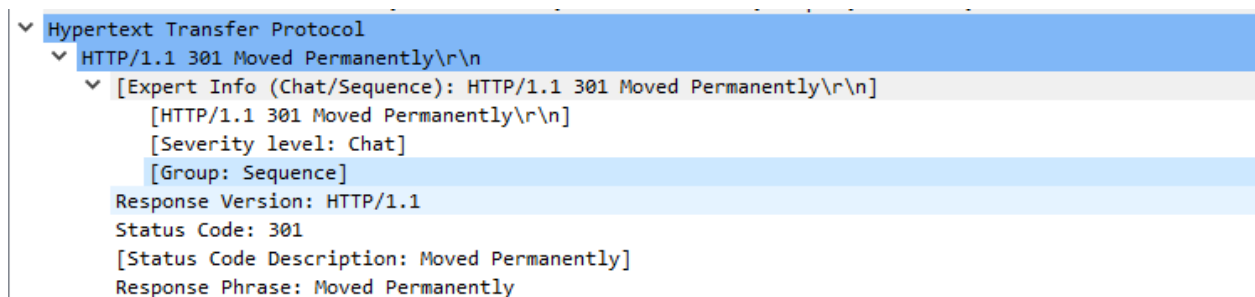 Hypertext Transfer Protocol
HTTP/1.1 301 Moved Permanently\r\n
[Expert Info (Chat/Sequence): HTTP/1.1 301 Moved Permanently\r\n]
[HTTP/1.1 301 Moved Permanently\r\n]
[Severity level: Chat]
[Group: Sequence]
Response Version: HTTP/1.1
Status Code: 301
[Status Code Description: Moved Permanently]
Response Phrase: Moved Permanently